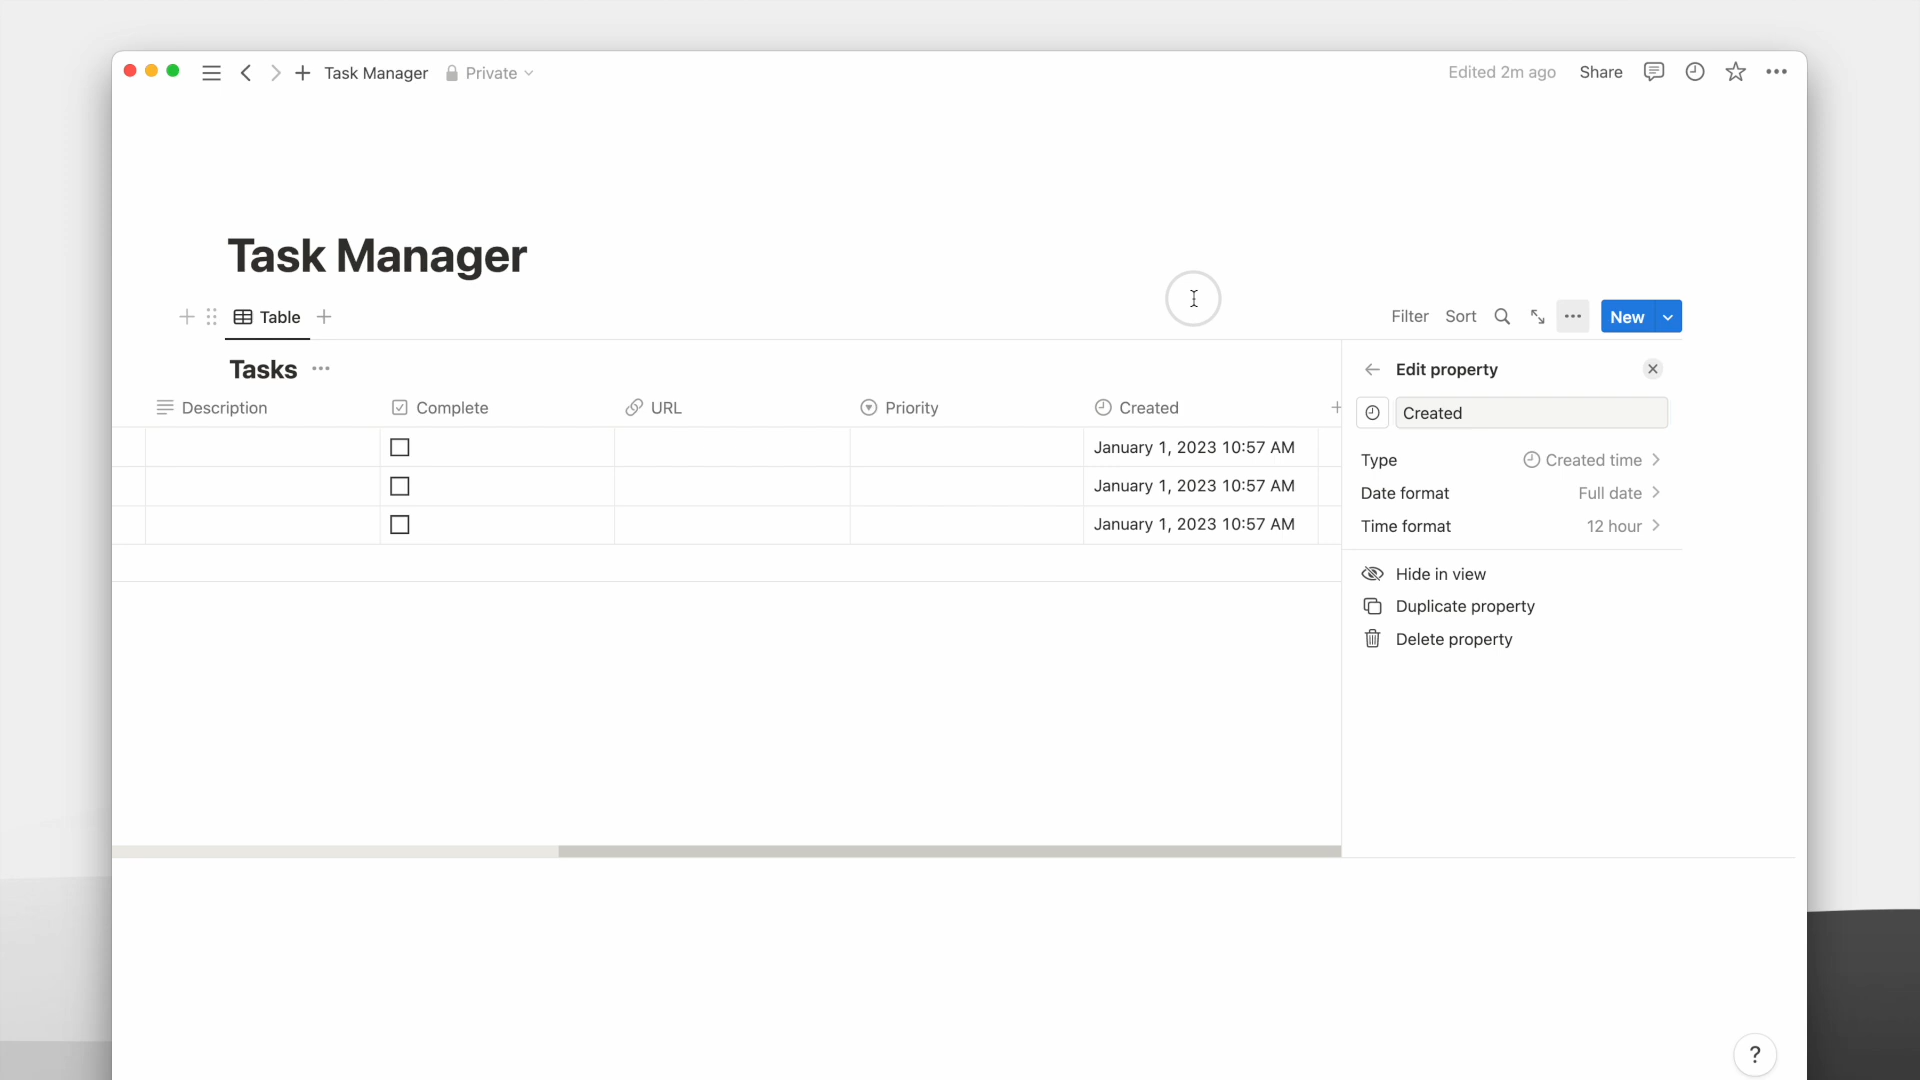 Task Manager Private
Edited 2m ago Share
Task Manager
Table
Filter Sort New
Tasks
Description Complete URL Priority Created
January 1, 2023 10:57 AM
January 1, 2023 10:57 AM
January 1, 2023 10:57 AM
Edit property
Created
Type Created time
Date format Full date
Time format 12 hour
Hide in view
Duplicate property
Delete property
?